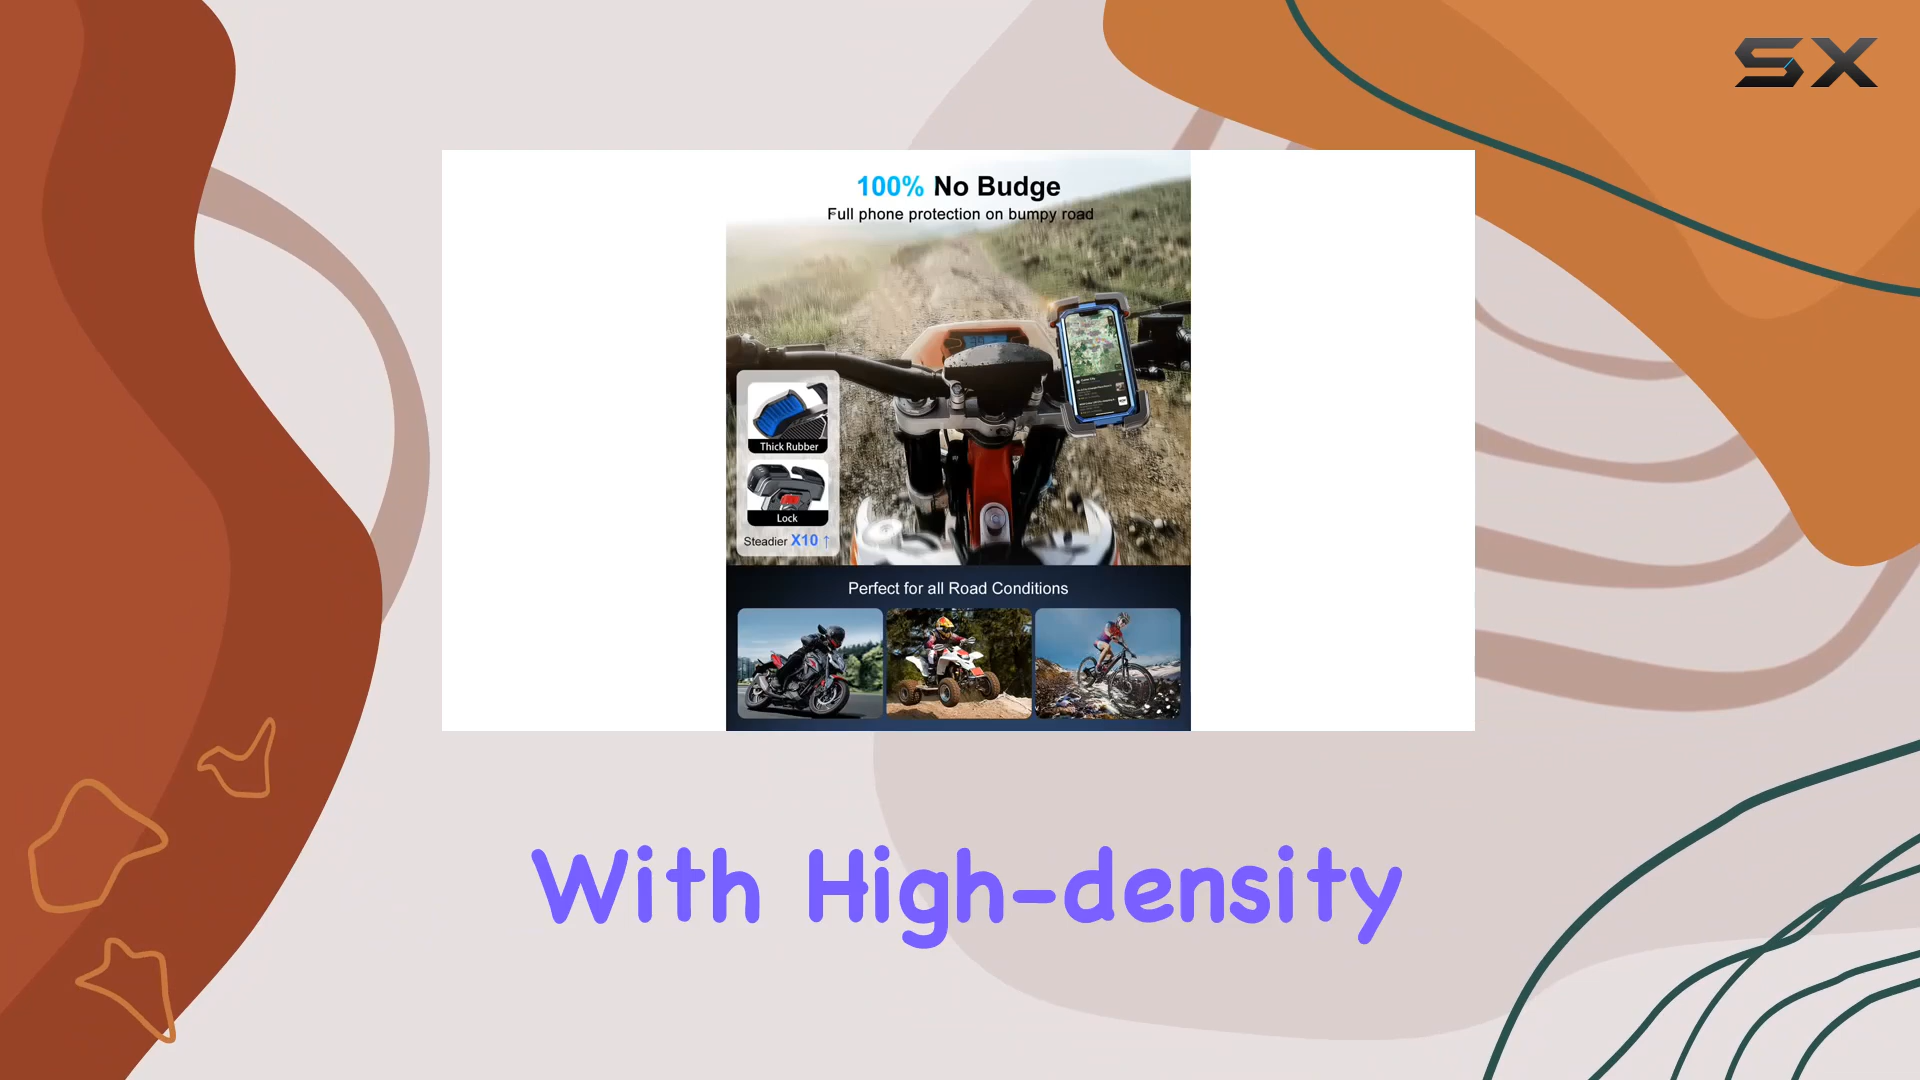 SX
100% No Budge
Full phone protection on bumpy road
Thick Rubber
Lock
Steadier X10 ↑
Perfect for all Road Conditions
With High-density